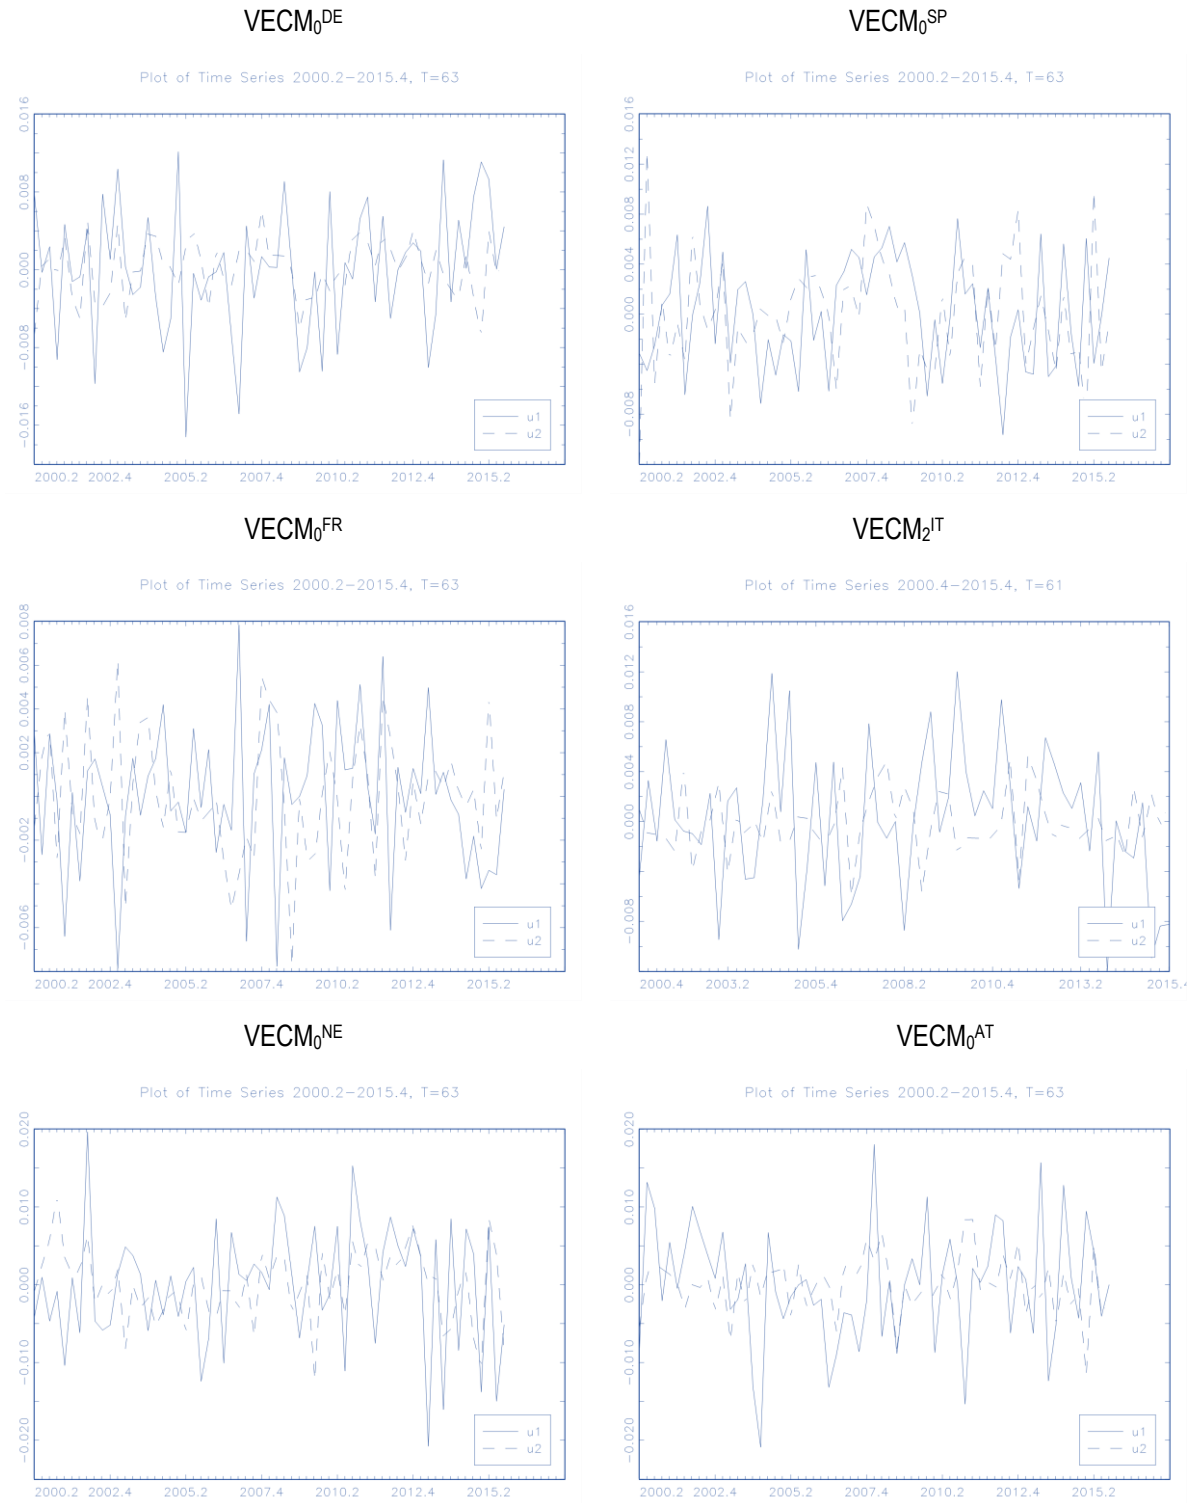 VECM₀ᴰᴱ
Plot of Time Series 2000.2−2015.4, T=63
0.016
0.008
0.000
−0.008
−0.016
u1
u2
2000.2 2002.4 2005.2 2007.4 2010.2 2012.4 2015.2
VECM₀ˢᴾ
Plot of Time Series 2000.2−2015.4, T=63
0.016
0.012
0.008
0.004
0.000
−0.008
u1
u2
2000.2 2002.4 2005.2 2007.4 2010.2 2012.4 2015.2
VECM₀ᶠᴿ
Plot of Time Series 2000.2−2015.4, T=63
0.008
0.006
0.004
0.002
−0.002
−0.006
u1
u2
2000.2 2002.4 2005.2 2007.4 2010.2 2012.4 2015.2
VECM₂ᴵᵀ
Plot of Time Series 2000.4−2015.4, T=61
0.016
0.012
0.008
0.004
0.000
−0.008
u1
u2
2000.4 2003.2 2005.4 2008.2 2010.4 2013.2 2015.4
VECM₀ᴺᴱ
Plot of Time Series 2000.2−2015.4, T=63
0.020
0.010
0.000
−0.010
−0.020
u1
u2
2000.2 2002.4 2005.2 2007.4 2010.2 2012.4 2015.2
VECM₀ᴬᵀ
Plot of Time Series 2000.2−2015.4, T=63
0.020
0.010
0.000
−0.010
−0.020
u1
u2
2000.2 2002.4 2005.2 2007.4 2010.2 2012.4 2015.2